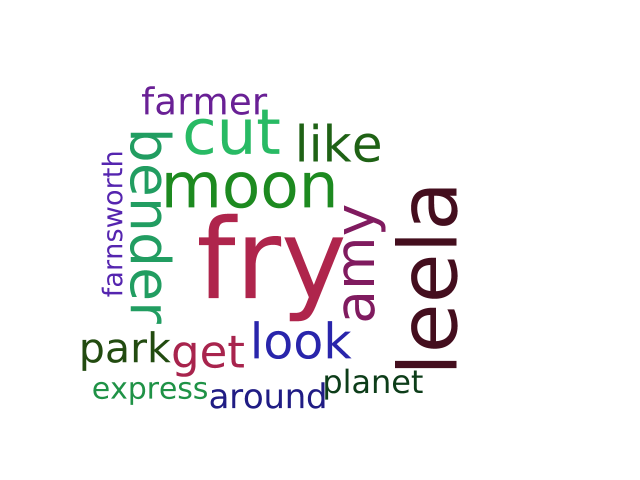 farmer
cut
like
bender
farnsworth
moon
fry
amy
leela
look
park
get
planet
express
around